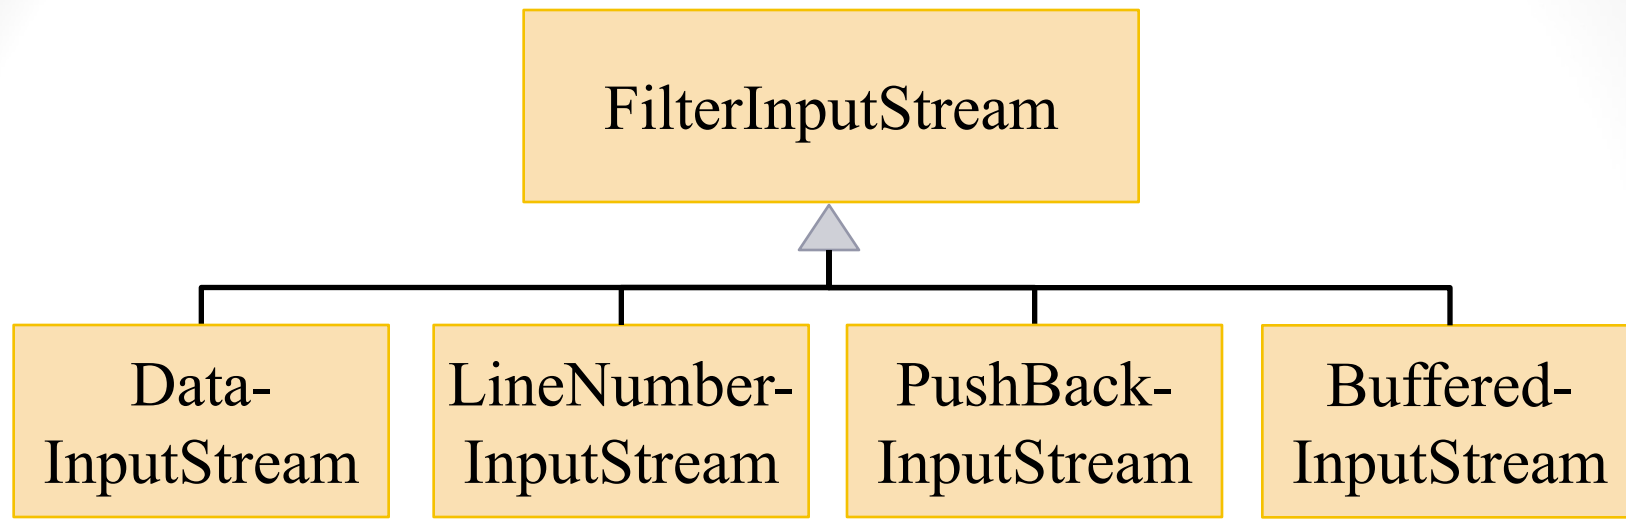 FilterInputStream
Data-
InputStream
LineNumber-
InputStream
PushBack-
InputStream
Buffered-
InputStream